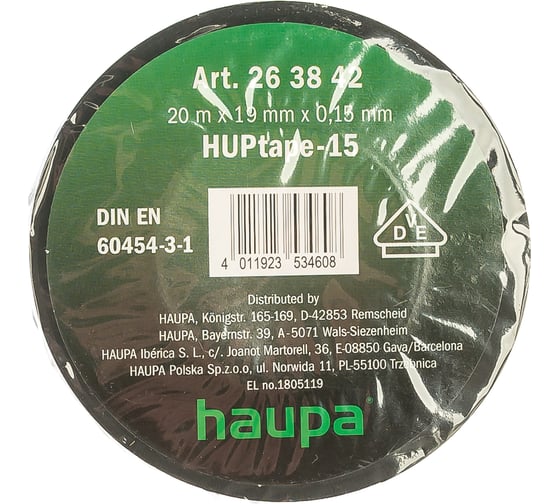 Art. 26 38 42
20 m x 19 mm x 0,15 mm
HUPtape-15
DIN EN
60454-3-1
4 011923 534608
VDE
Distributed by
HAUPA, Königstr. 165-169, D-42853 Remscheid
HAUPA, Bayernstr. 39, A-5071 Wals-Siezenheim
HAUPA Ibérica S. L., c/. Joanot Martorell, 36, E-08850 Gava/Barcelona
HAUPA Polska Sp.z.o.o, ul. Norwida 11, PL-55100 Trzebnica
EL no.1805119
haupa®